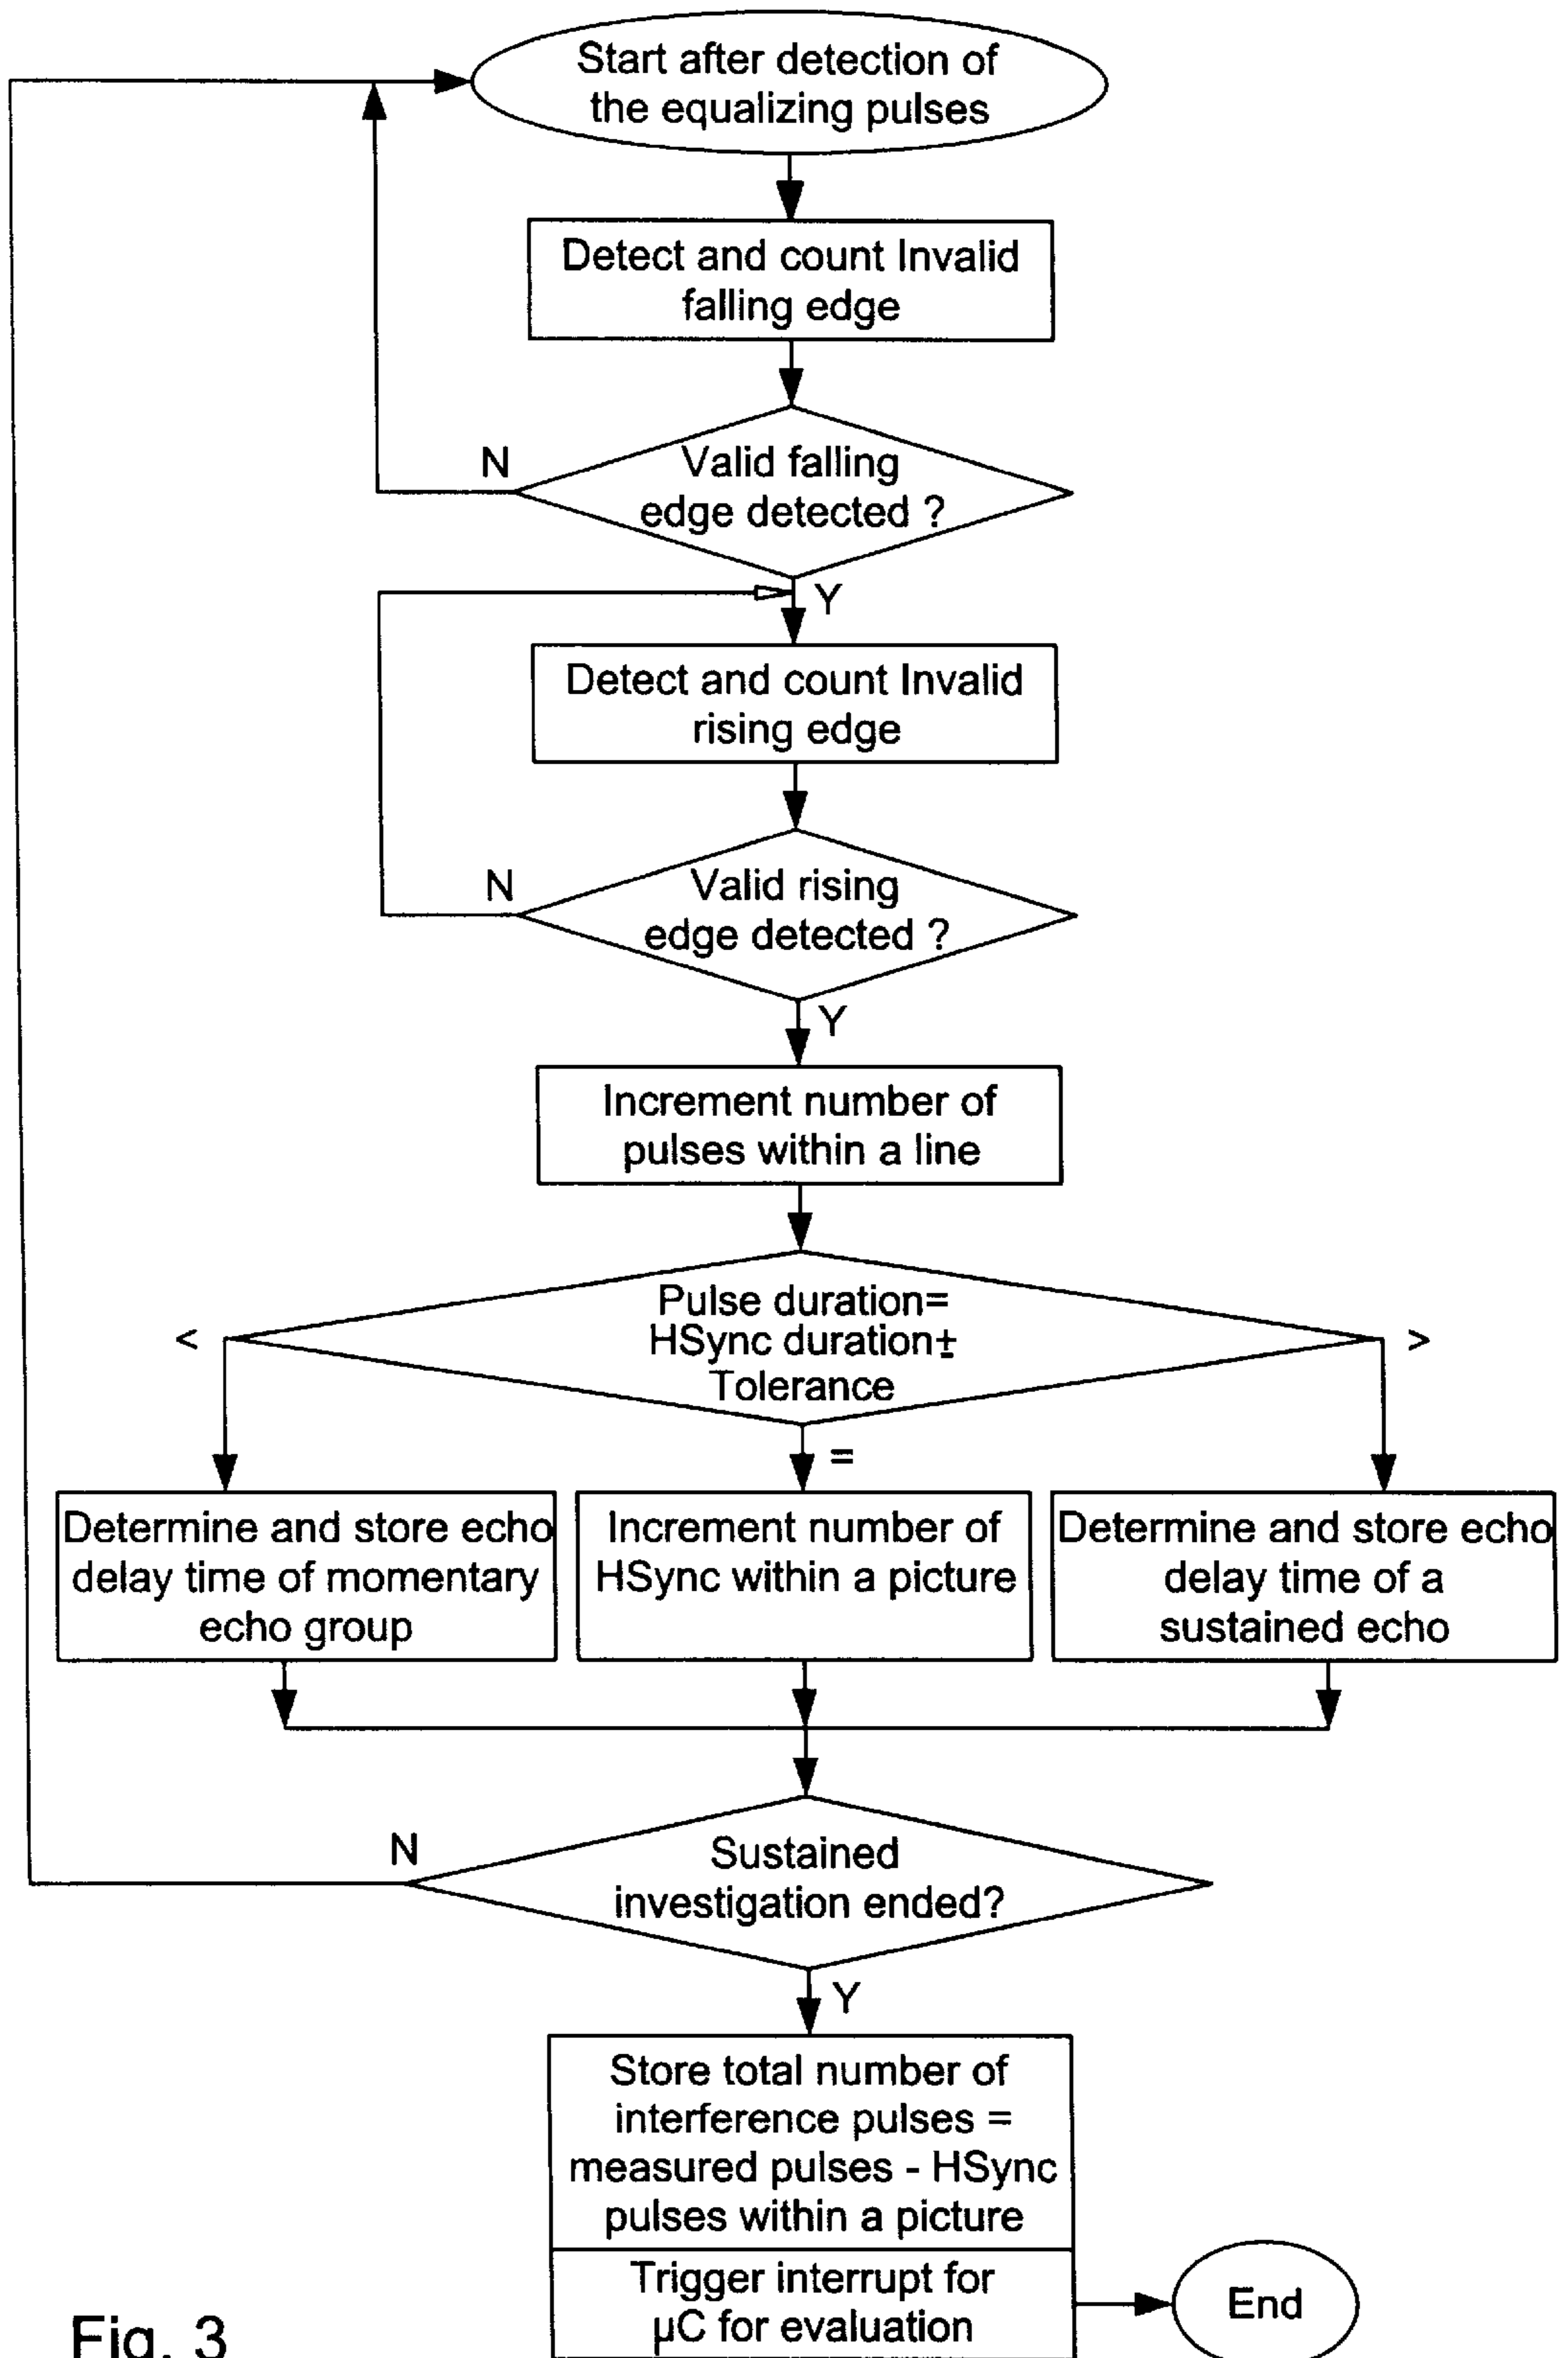 Start after detection of
the equalizing pulses
Detect and count Invalid
falling edge
N
Valid falling
edge detected ?
Y
Detect and count Invalid
rising edge
N
Valid rising
edge detected ?
Y
Increment number of
pulses within a line
Pulse duration=
< HSync duration± >
Tolerance
=
Determine and store echo
delay time of momentary
echo group
Increment number of
HSync within a picture
Determine and store echo
delay time of a
sustained echo
N
Sustained
investigation ended?
Y
Store total number of
interference pulses =
measured pulses - HSync
pulses within a picture
Trigger interrupt for
µC for evaluation
End
Fig. 3